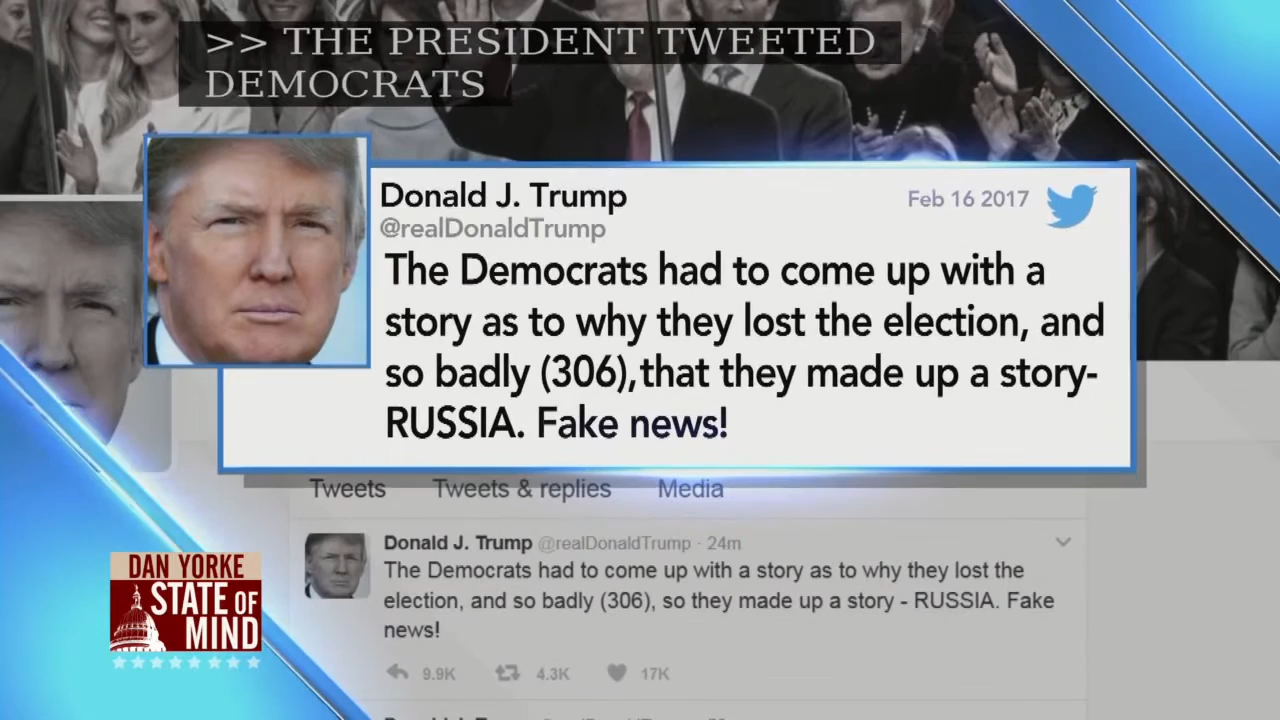 >> THE PRESIDENT TWEETED
DEMOCRATS
Donald J. Trump
Feb 16 2017
@realDonaldTrump
The Democrats had to come up with a
story as to why they lost the election, and
so badly (306),that they made up a story-
RUSSIA. Fake news!
Tweets Tweets & replies Media
Donald J. Trump @realDonaldTrump · 24m
The Democrats had to come up with a story as to why they lost the
election, and so badly (306), so they made up a story - RUSSIA. Fake
news!
9.9K 4.3K 17K
DAN YORKE
STATE OF
MIND